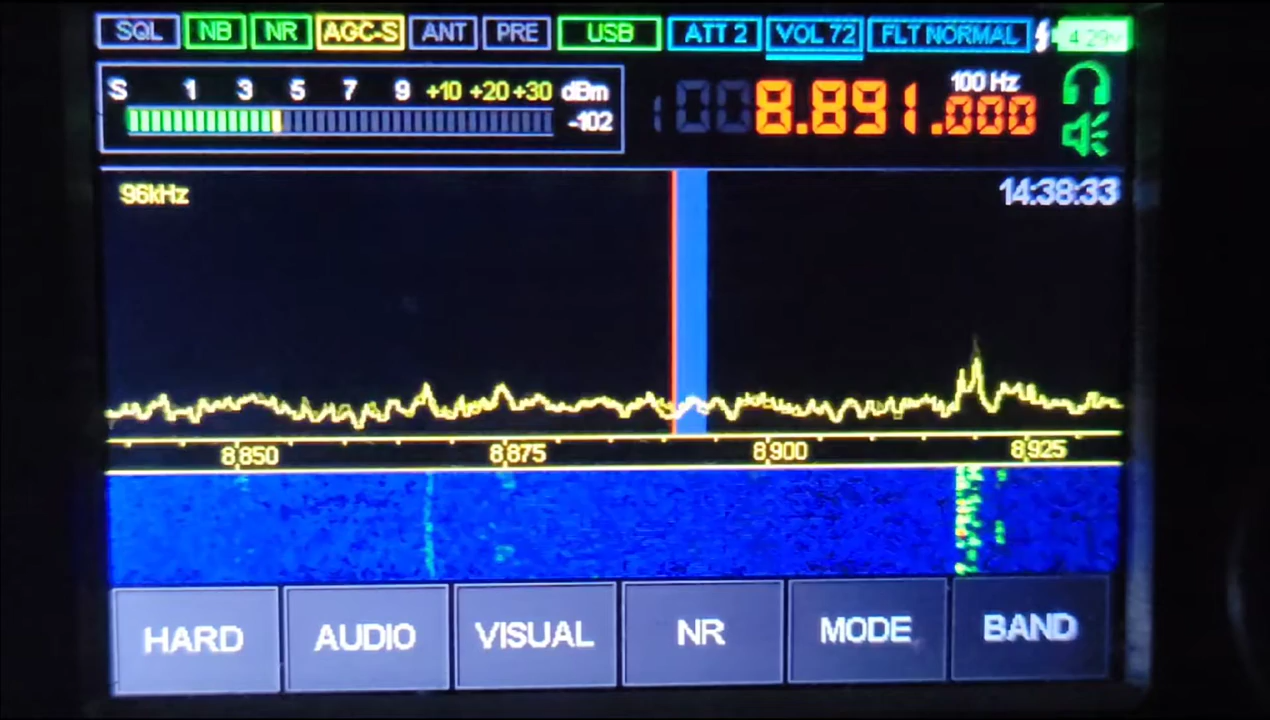 SQL NB NR AGC-S ANT PRE USB ATT 2 VOL 72 FLT NORMAL 4.29V
S 1 3 5 7 9 +10 +20 +30 dBm
-102
100 Hz
8.891.000
96kHz 14:38:33
8,850 8,875 8,900 8,925
HARD AUDIO VISUAL NR MODE BAND